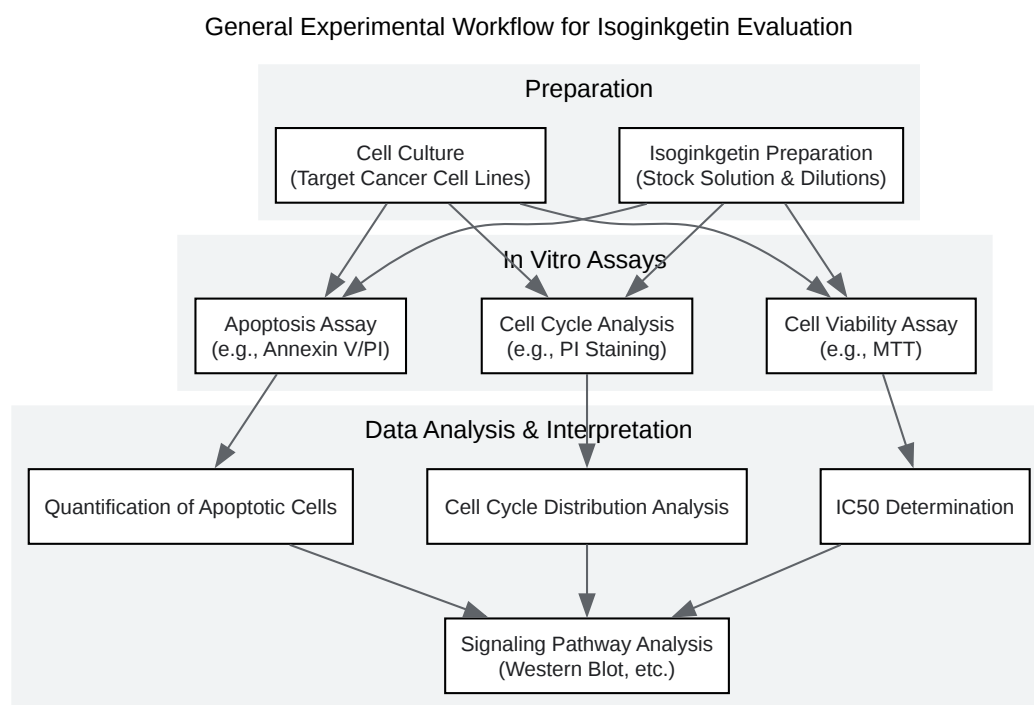 General Experimental Workflow for Isoginkgetin Evaluation
Preparation
Cell Culture
(Target Cancer Cell Lines)
Isoginkgetin Preparation
(Stock Solution & Dilutions)
In Vitro Assays
Apoptosis Assay
(e.g., Annexin V/PI)
Cell Cycle Analysis
(e.g., PI Staining)
Cell Viability Assay
(e.g., MTT)
Data Analysis & Interpretation
Quantification of Apoptotic Cells
Cell Cycle Distribution Analysis
IC50 Determination
Signaling Pathway Analysis
(Western Blot, etc.)